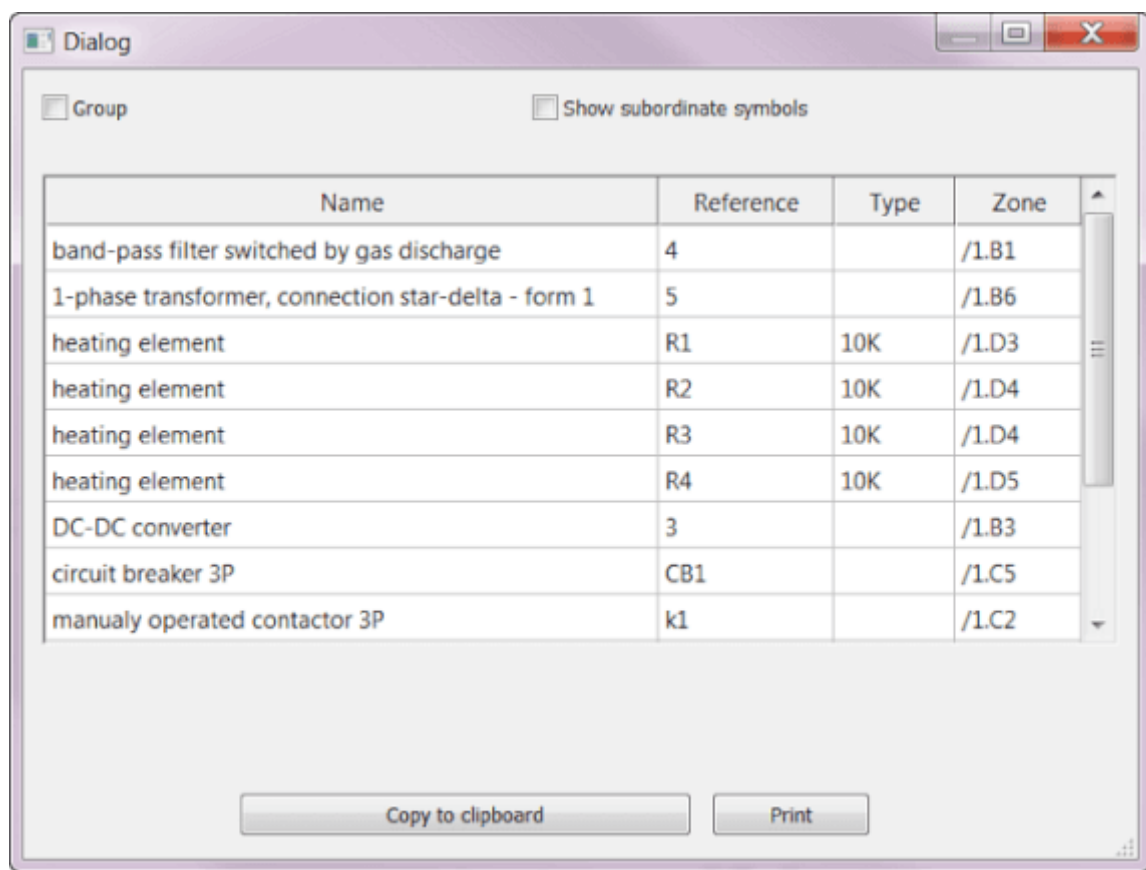 Dialog
Group Show subordinate symbols
Name Reference Type Zone
band-pass filter switched by gas discharge 4 /1.B1
1-phase transformer, connection star-delta - form 1 5 /1.B6
heating element R1 10K /1.D3
heating element R2 10K /1.D4
heating element R3 10K /1.D4
heating element R4 10K /1.D5
DC-DC converter 3 /1.B3
circuit breaker 3P CB1 /1.C5
manualy operated contactor 3P k1 /1.C2
Copy to clipboard Print